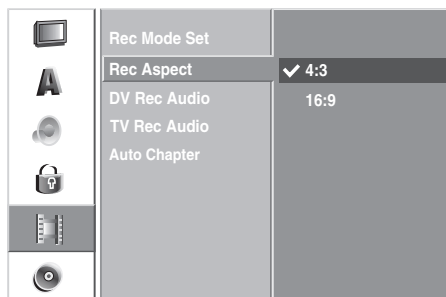 Rec Mode Set
Rec Aspect
4:3
DV Rec Audio
16:9
TV Rec Audio
Auto Chapter